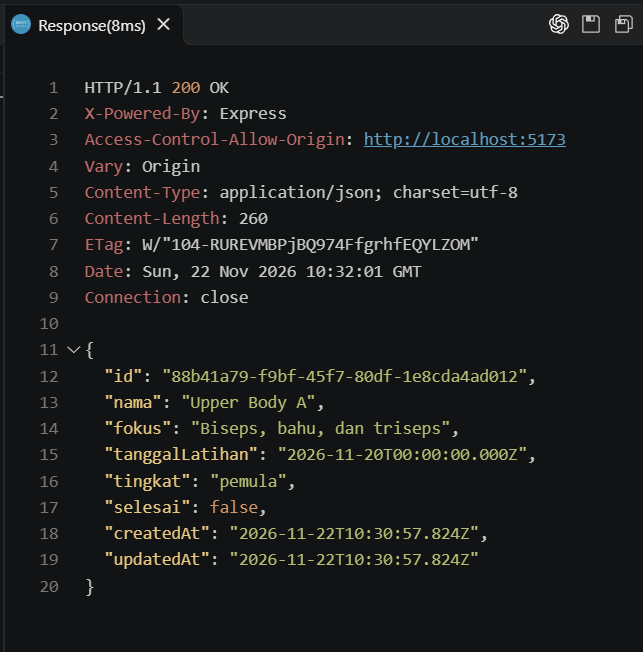 Response(8ms)
1 HTTP/1.1 200 OK
2 X-Powered-By: Express
3 Access-Control-Allow-Origin: http://localhost:5173
4 Vary: Origin
5 Content-Type: application/json; charset=utf-8
6 Content-Length: 260
7 ETag: W/"104-RUREVMBPjBQ974FfgrhfEQYLZOM"
8 Date: Sun, 22 Nov 2026 10:32:01 GMT
9 Connection: close
10
11 {
12 "id": "88b41a79-f9bf-45f7-80df-1e8cda4ad012",
13 "nama": "Upper Body A",
14 "fokus": "Biseps, bahu, dan triseps",
15 "tanggalLatihan": "2026-11-20T00:00:00.000Z",
16 "tingkat": "pemula",
17 "selesai": false,
18 "createdAt": "2026-11-22T10:30:57.824Z",
19 "updatedAt": "2026-11-22T10:30:57.824Z"
20 }